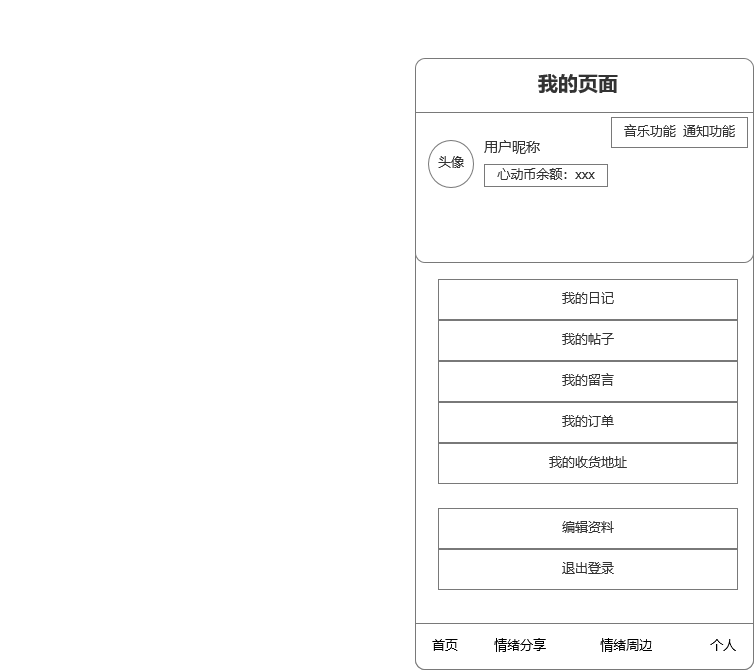 我的页面
音乐功能 通知功能
用户昵称
头像
心动币余额：xxx
我的日记
我的帖子
我的留言
我的订单
我的收货地址
编辑资料
退出登录
首页 情绪分享 情绪周边 个人